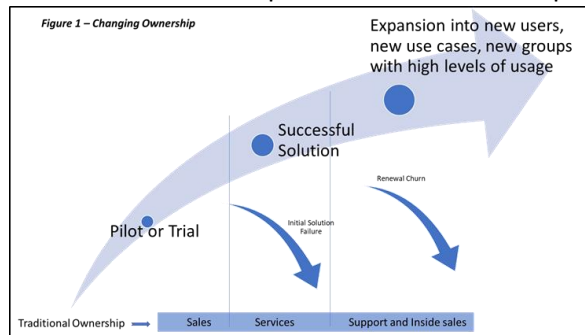 Figure 1 – Changing Ownership
Expansion into new users,
new use cases, new groups
with high levels of usage
Successful
Solution
Renewal Churn
Pilot or Trial
Initial Solution
Failure
Traditional Ownership
Sales
Services
Support and Inside sales